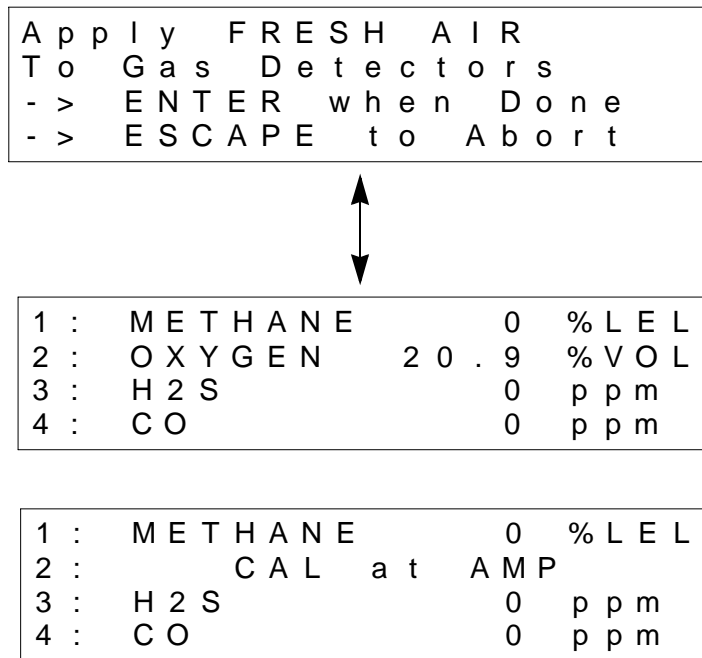 Apply FRESH AIR
To Gas Detectors
-> ENTER when Done
-> ESCAPE to Abort
1: METHANE 0 %LEL
2: OXYGEN 20.9 %VOL
3: H2S 0 ppm
4: CO 0 ppm
1: METHANE 0 %LEL
2: CAL at AMP
3: H2S 0 ppm
4: CO 0 ppm